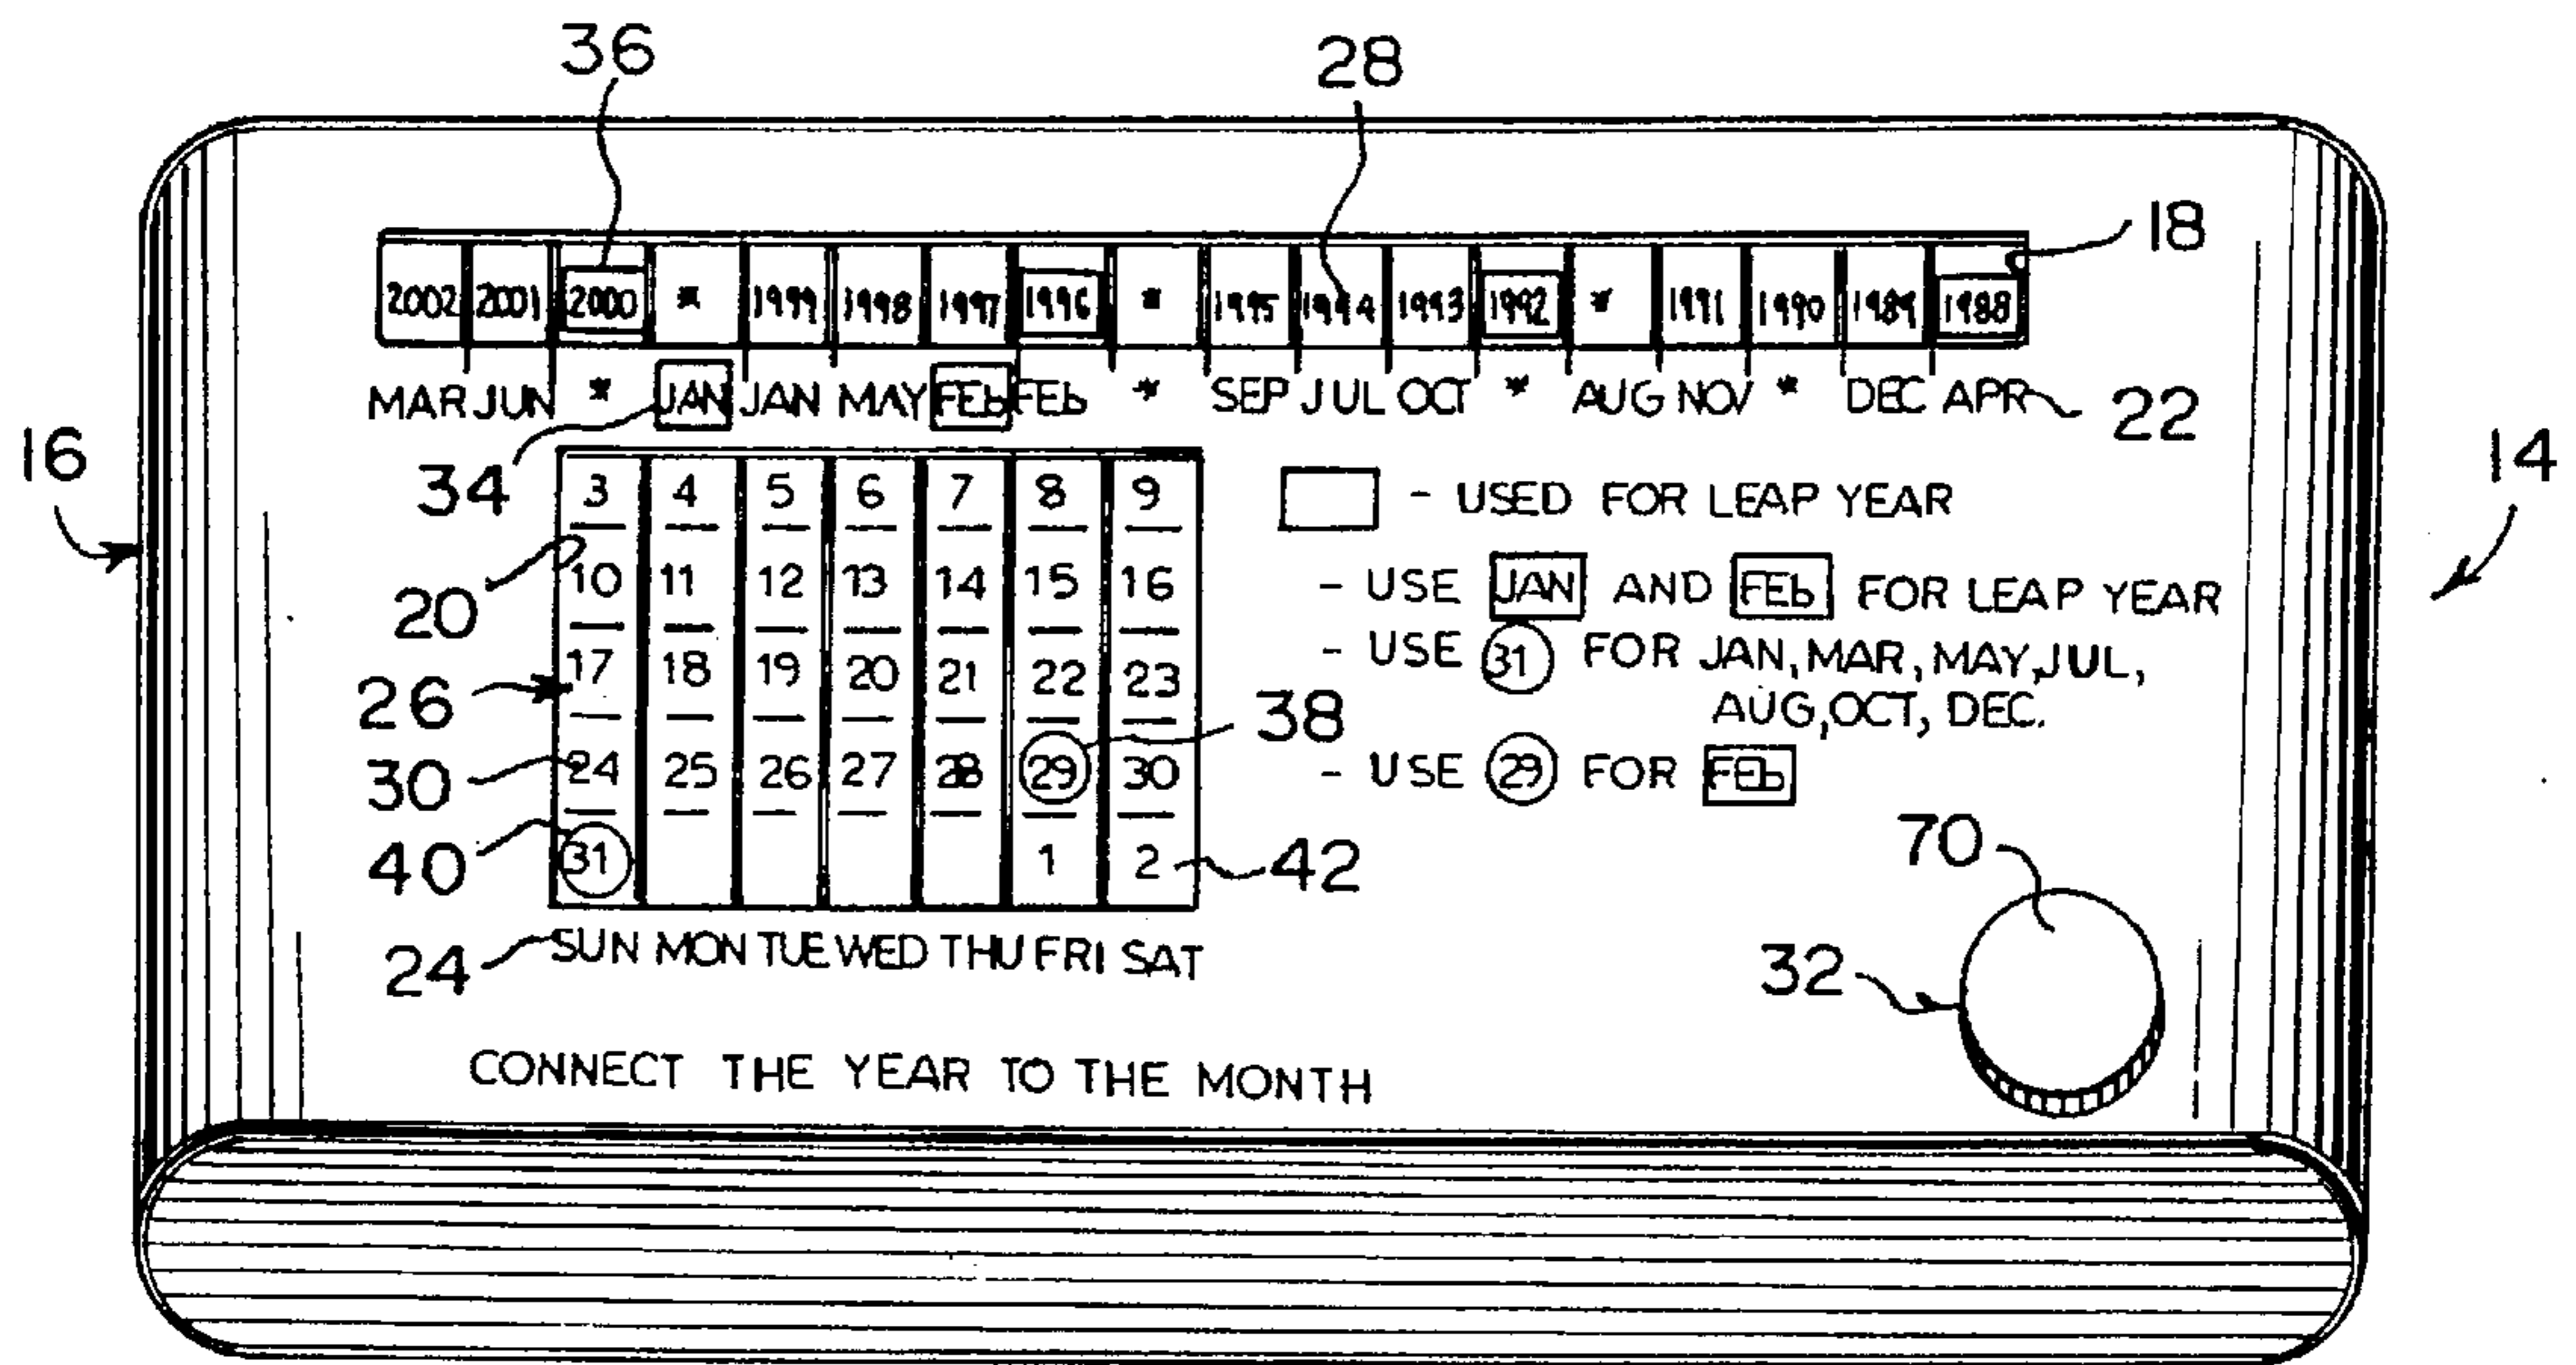 36 28
18
2002 2001 2000 * 1999 1998 1997 1996 * 1995 1994 1993 1992 * 1991 1990 1989 1988
MAR JUN * JAN JAN MAY FEb FEb * SEP JUL OCT * AUG NOV * DEC APR 22
16 34 14
3 4 5 6 7 8 9
- USED FOR LEAP YEAR
20
10 11 12 13 14 15 16
- USE JAN AND FEb FOR LEAP YEAR
26
17 18 19 20 21 22 23
- USE 31 FOR JAN, MAR, MAY, JUL,
AUG, OCT, DEC.
38
30
24 25 26 27 28 29 30
- USE 29 FOR FEb
40
31 1 2 42
70
24 SUN MON TUE WED THU FRI SAT
32
CONNECT THE YEAR TO THE MONTH